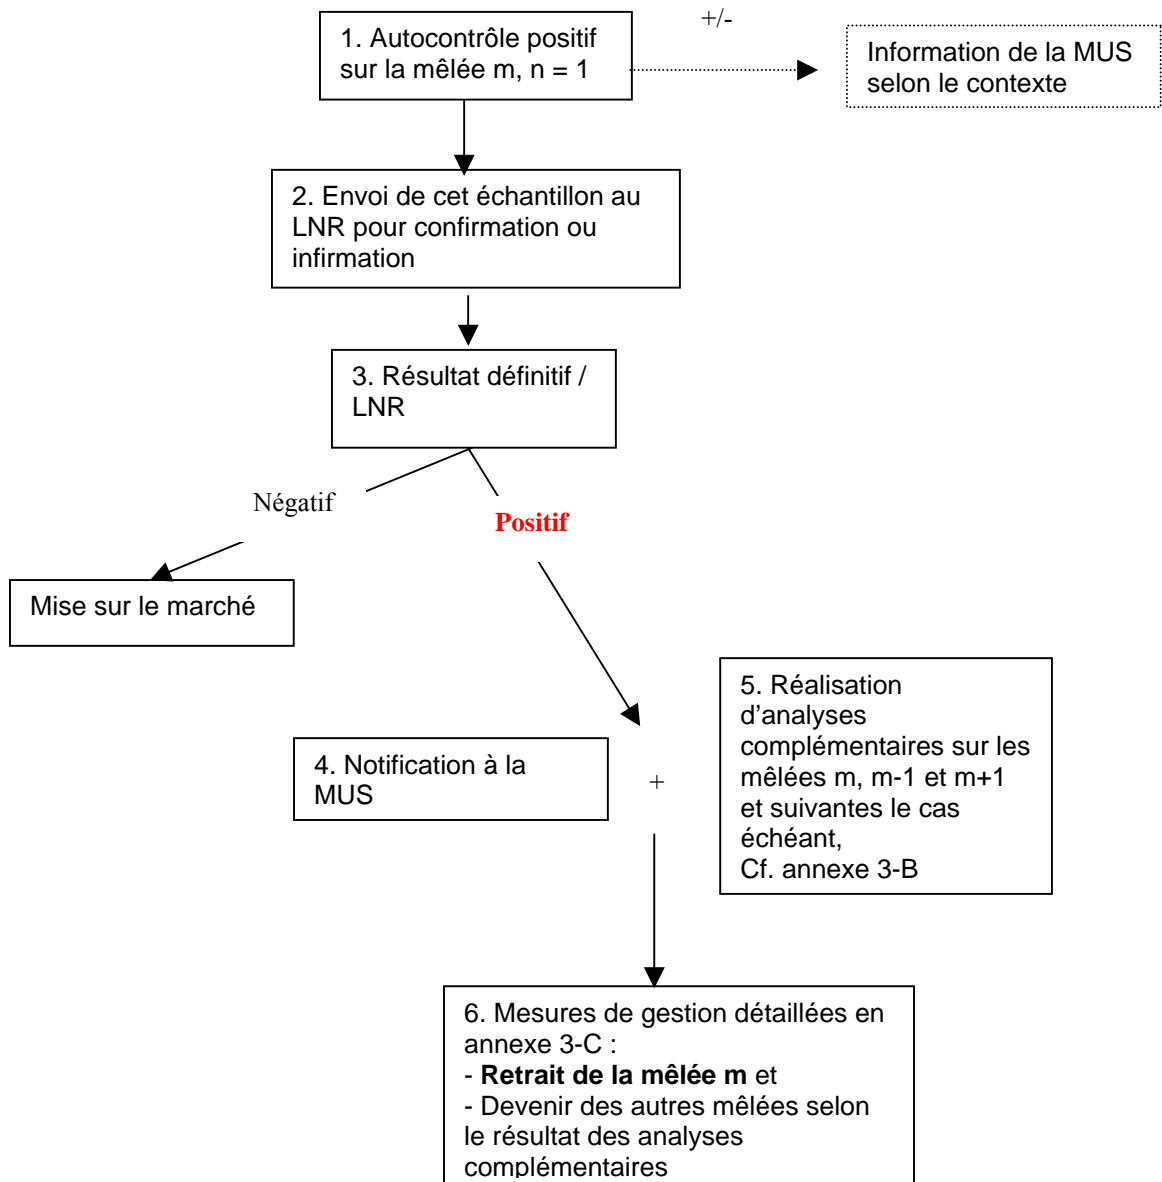 +/-
1. Autocontrôle positif
sur la mêlée m, n = 1
Information de la MUS
selon le contexte
2. Envoi de cet échantillon au
LNR pour confirmation ou
infirmation
3. Résultat définitif /
LNR
Négatif
Positif
Mise sur le marché
4. Notification à la
MUS
+
5. Réalisation
d’analyses
complémentaires sur les
mêlées m, m-1 et m+1
et suivantes le cas
échéant,
Cf. annexe 3-B
6. Mesures de gestion détaillées en
annexe 3-C :
- Retrait de la mêlée m et
- Devenir des autres mêlées selon
le résultat des analyses
complémentaires